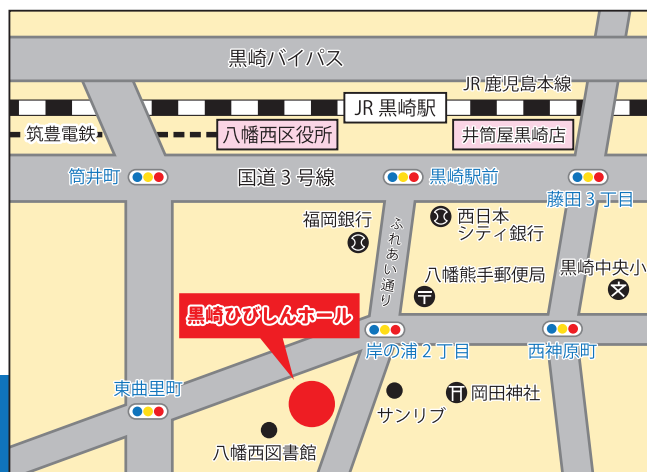 黒崎バイパス
JR 鹿児島本線
JR 黒崎駅
筑豊電鉄
八幡西区役所
井筒屋黒崎店
筒井町
国道3号線
黒崎駅前
藤田3丁目
福岡銀行
ふれあい通り
西日本
シティ銀行
八幡熊手郵便局
黒崎中央小
黒崎ひびしんホール
岸の浦2丁目
西神原町
東曲里町
サンリブ
岡田神社
八幡西図書館